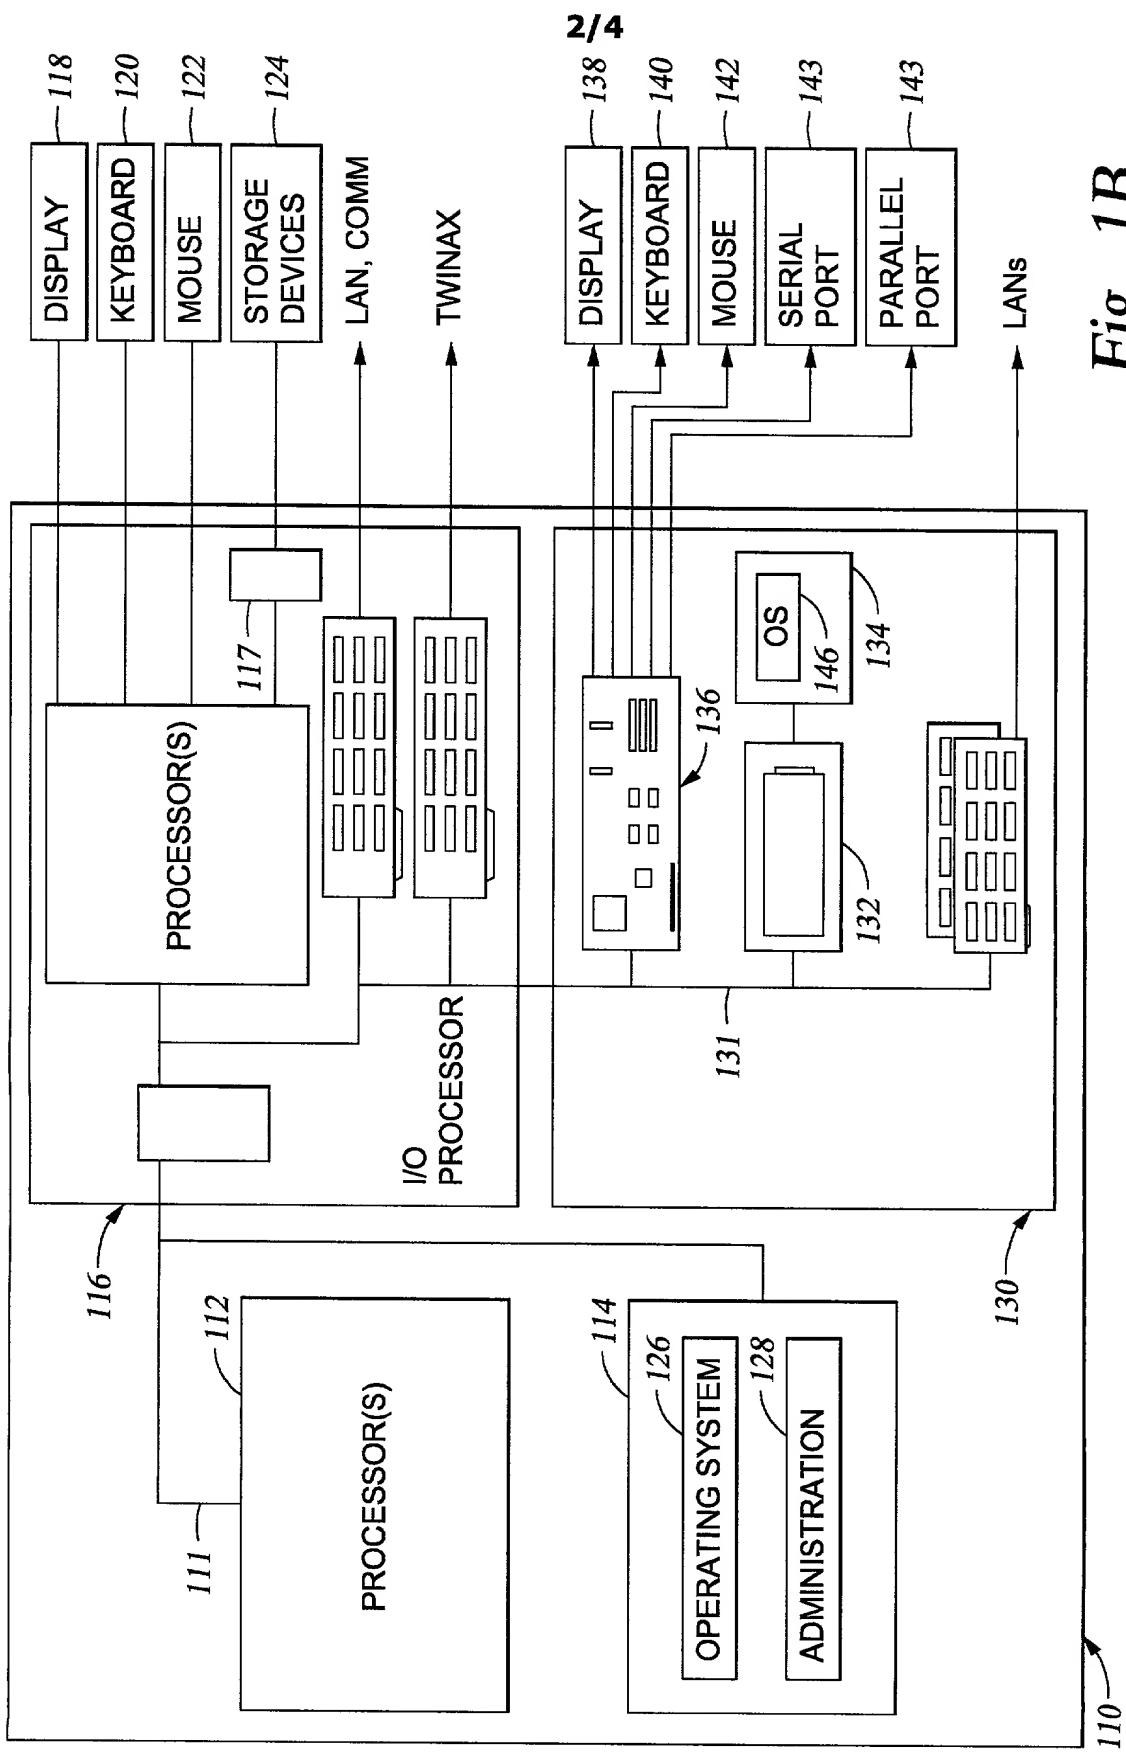 2/4
118
DISPLAY
120
KEYBOARD
122
MOUSE
124
STORAGE
DEVICES
LAN, COMM
TWINAX
138
DISPLAY
140
KEYBOARD
142
MOUSE
143
SERIAL
PORT
143
PARALLEL
PORT
LANs
117
PROCESSOR(S)
I/O
PROCESSOR
116
136
OS
146
134
132
131
130
111
112
PROCESSOR(S)
114
126
OPERATING SYSTEM
128
ADMINISTRATION
110
Fig. 1B